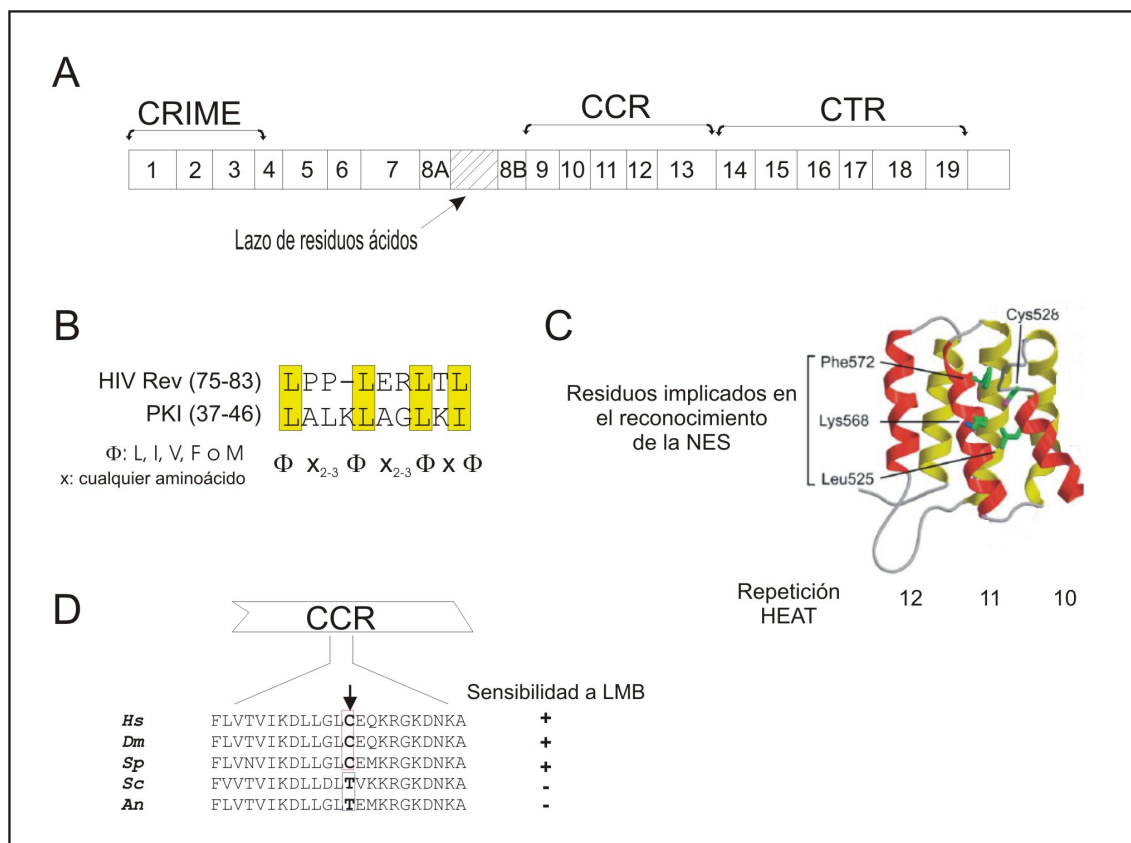 A
CRIME CCR CTR
1 2 3 4 5 6 7 8A 8B 9 10 11 12 13 14 15 16 17 18 19
Lazo de residuos ácidos
B
HIV Rev (75-83) LPP-LERLTL
PKI (37-46) LALKLAGLKI
Φ: L, I, V, F o M
x: cualquier aminoácido
Φ x2-3 Φ x2-3 Φ x Φ
C
Cys528
Phe572
Residuos implicados en
el reconocimiento
de la NES
Lys568
Leu525
Repetición
HEAT
12 11 10
D
CCR
Sensibilidad a LMB
Hs FLVTVIKDLLGLCEQKRGKDNKA +
Dm FLVTVIKDLLGLCEQKRGKDNKA +
Sp FLVNVIKDLLGLCEMKRGKDNKA +
Sc FVVTVIKDLLDLTVKKRGKDNKA -
An FLVTVIKDLLGLTEMKRGKDNKA -